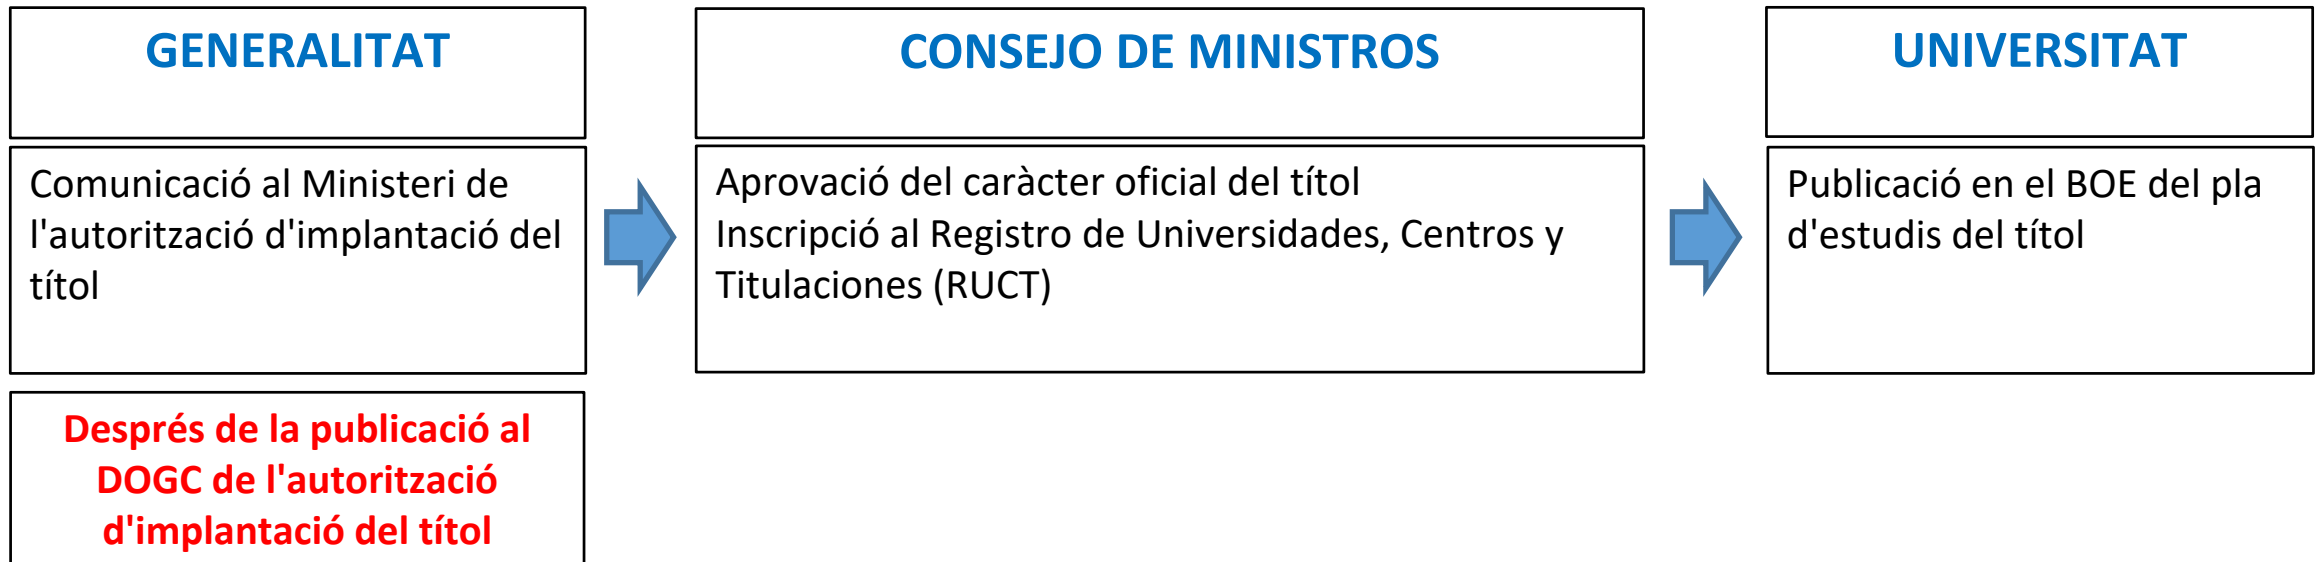 GENERALITAT
Comunicació al Ministeri de
l'autorització d'implantació del
títol
Després de la publicació al
DOGC de l'autorització
d'implantació del títol
CONSEJO DE MINISTROS
Aprovació del caràcter oficial del títol
Inscripció al Registro de Universidades, Centros y
Titulaciones (RUCT)
UNIVERSITAT
Publicació en el BOE del pla
d'estudis del títol